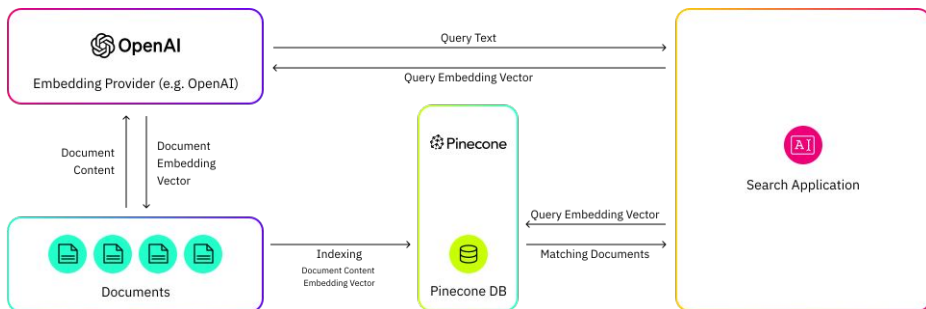 OpenAI
Embedding Provider (e.g. OpenAI)
Query Text
Query Embedding Vector
Document
Content
Document
Embedding
Vector
Pinecone
AI
Search Application
Query Embedding Vector
Matching Documents
Indexing
Document Content
Embedding Vector
Documents
Pinecone DB